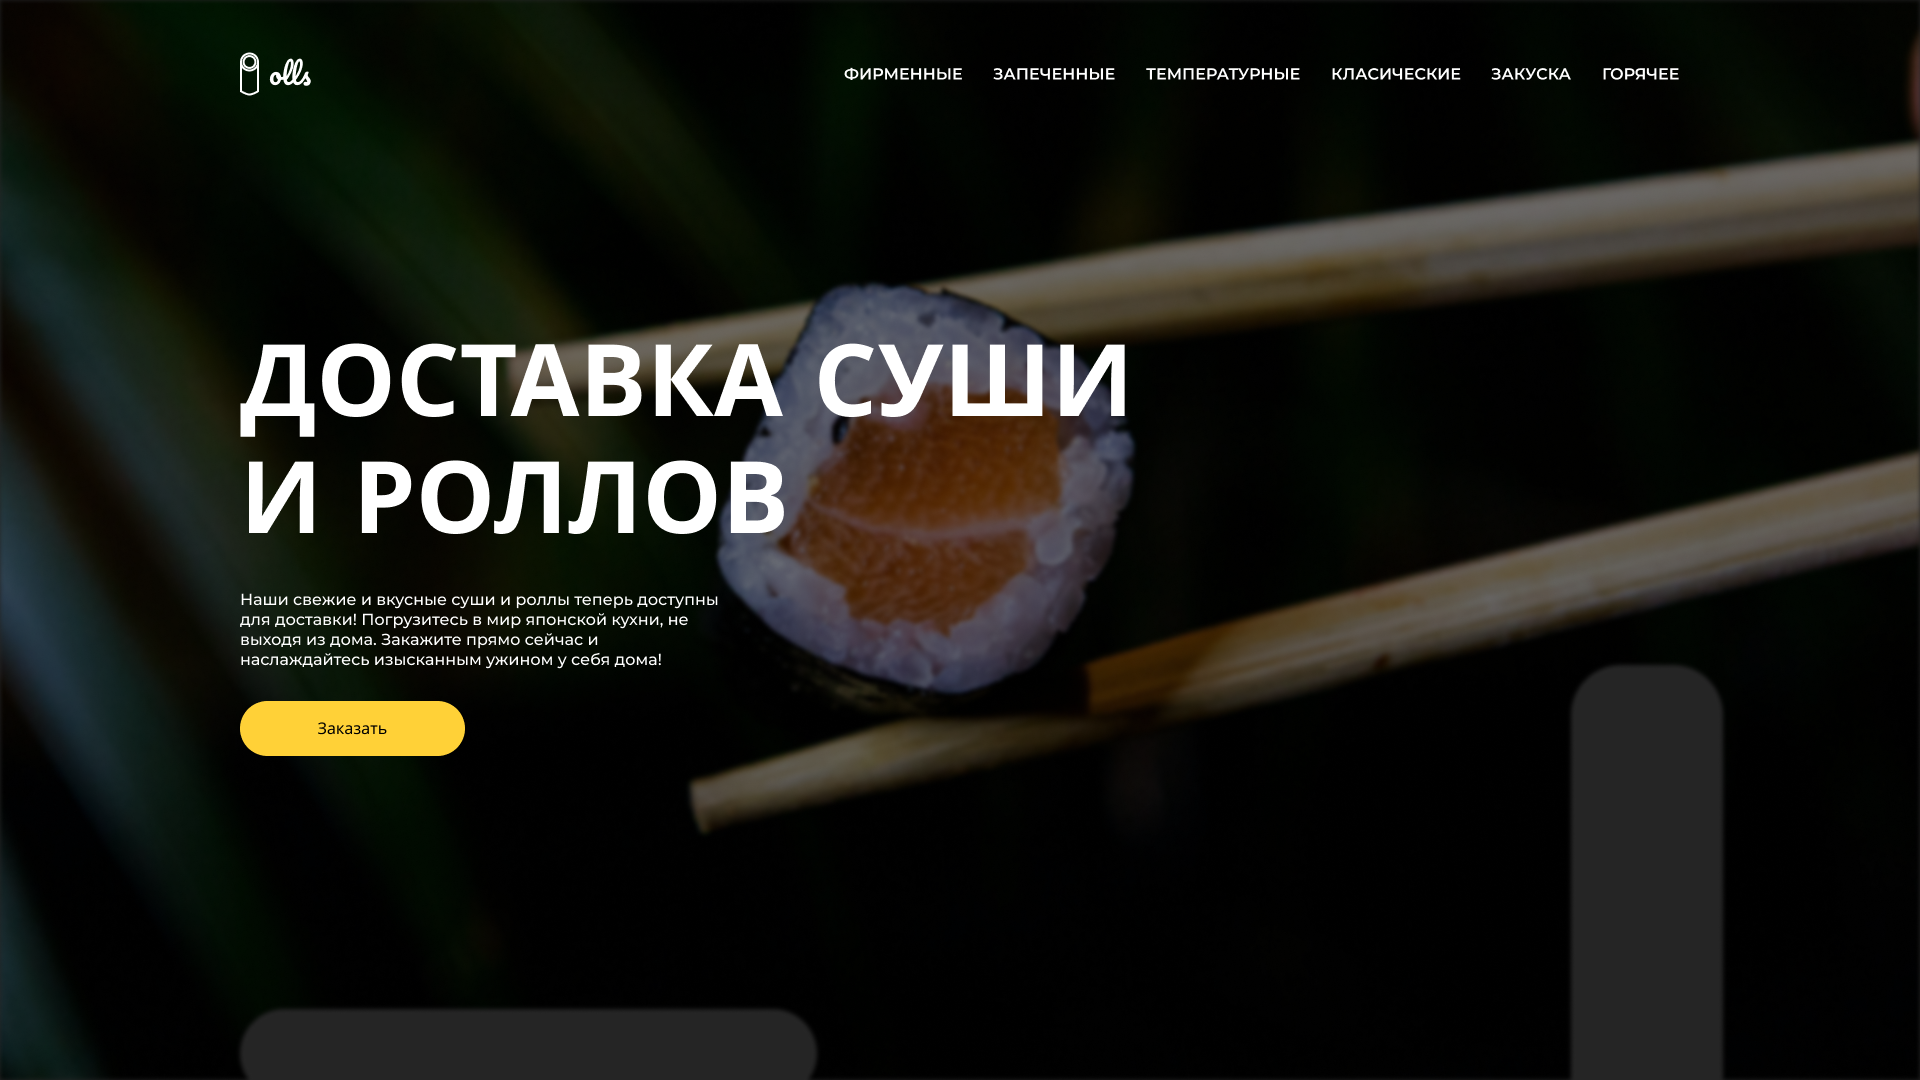 olls
ФИРМЕННЫЕ ЗАПЕЧЕННЫЕ ТЕМПЕРАТУРНЫЕ КЛАСИЧЕСКИЕ ЗАКУСКА ГОРЯЧЕЕ
ДОСТАВКА СУШИ
И РОЛЛОВ
Наши свежие и вкусные суши и роллы теперь доступны
для доставки! Погрузитесь в мир японской кухни, не
выходя из дома. Закажите прямо сейчас и
наслаждайтесь изысканным ужином у себя дома!
Заказать